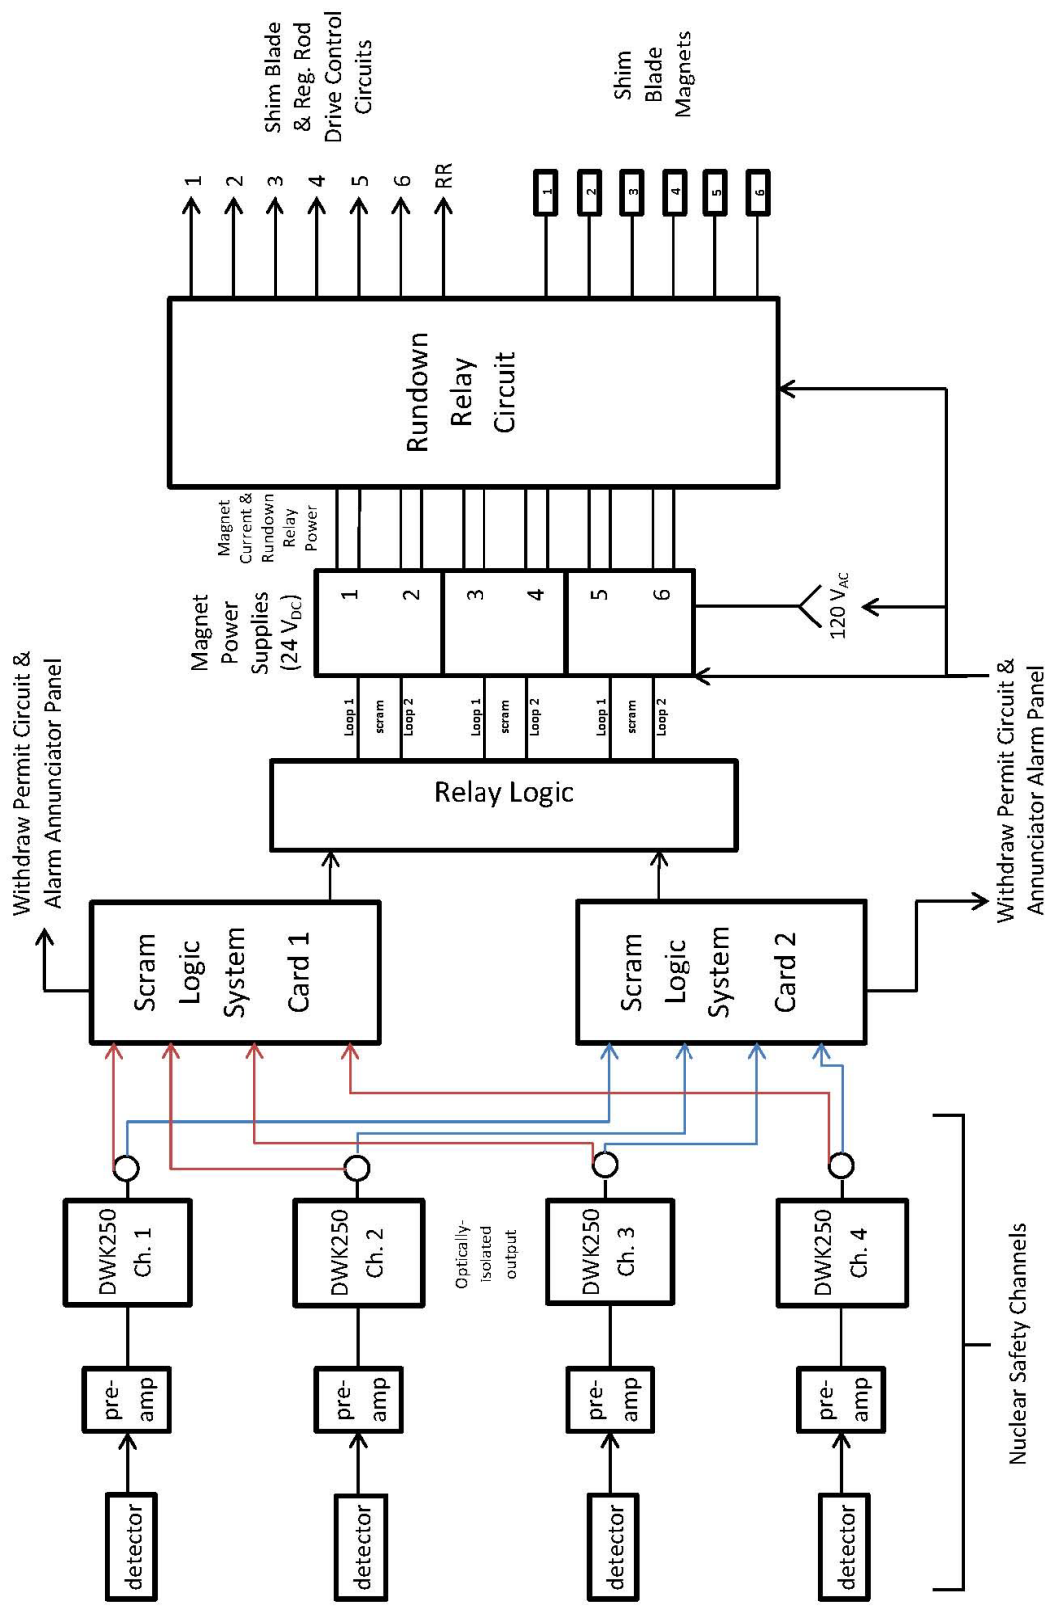 detector
pre-
amp
DWK250
Ch. 1
detector
pre-
amp
DWK250
Ch. 2
Optically-
isolated
output
detector
pre-
amp
DWK250
Ch. 3
detector
pre-
amp
DWK250
Ch. 4
Nuclear Safety Channels
Withdraw Permit Circuit &
Alarm Annunciator Panel
Scram
Logic
System
Card 1
Scram
Logic
System
Card 2
Withdraw Permit Circuit &
Annunciator Alarm Panel
Relay Logic
Loop 1
scram
Loop 2
Loop 1
scram
Loop 2
Loop 1
scram
Loop 2
Magnet
Power
Supplies
(24 VDC)
1
2
3
4
5
6
120 VAC
Magnet
Current &
Rundown
Relay
Power
Rundown
Relay
Circuit
1
2
3
4
5
6
RR
Shim Blade
& Reg. Rod
Drive Control
Circuits
1
2
3
4
5
6
Shim
Blade
Magnets